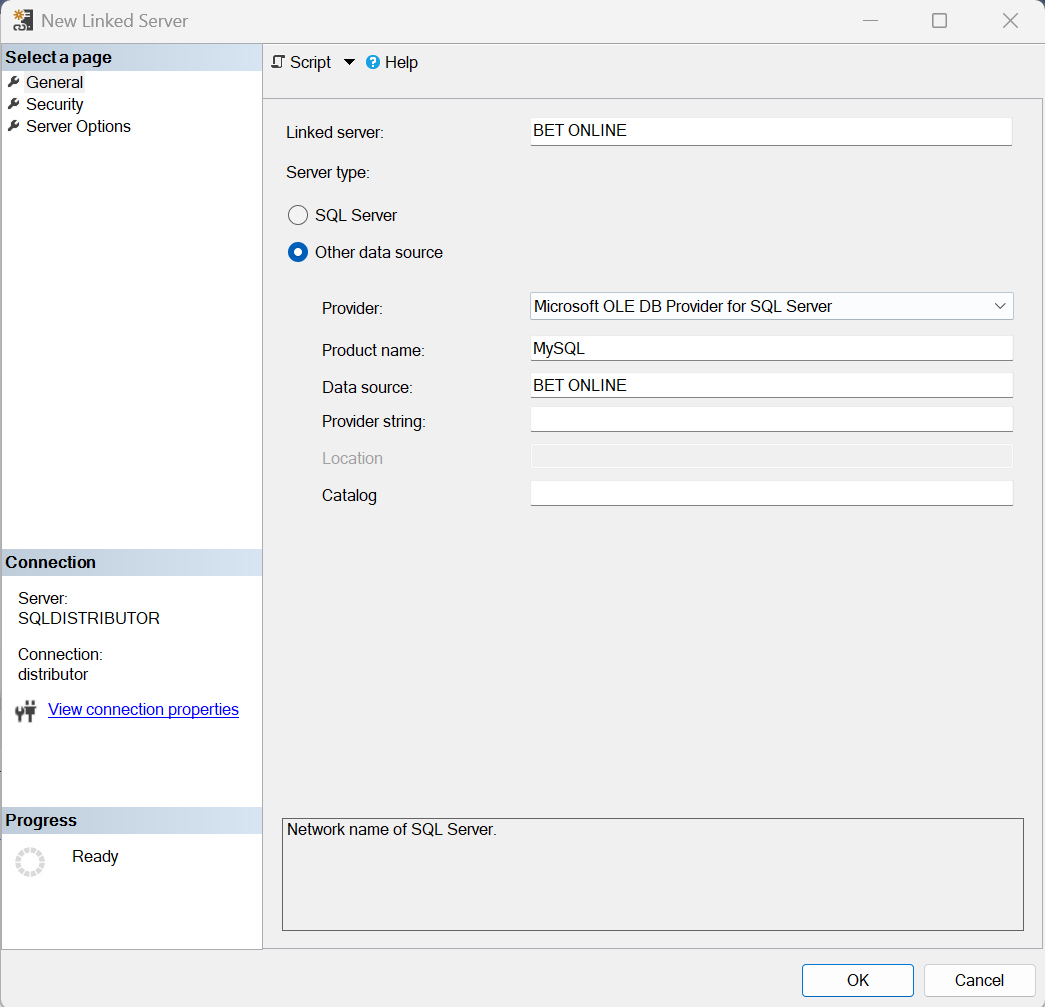 New Linked Server
Select a page
General
Security
Server Options
Script
Help
Linked server: BET ONLINE
Server type:
SQL Server
Other data source
Provider: Microsoft OLE DB Provider for SQL Server
Product name: MySQL
Data source: BET ONLINE
Provider string:
Location
Catalog
Connection
Server:
SQLDISTRIBUTOR
Connection:
distributor
View connection properties
Progress
Ready
Network name of SQL Server.
OK
Cancel